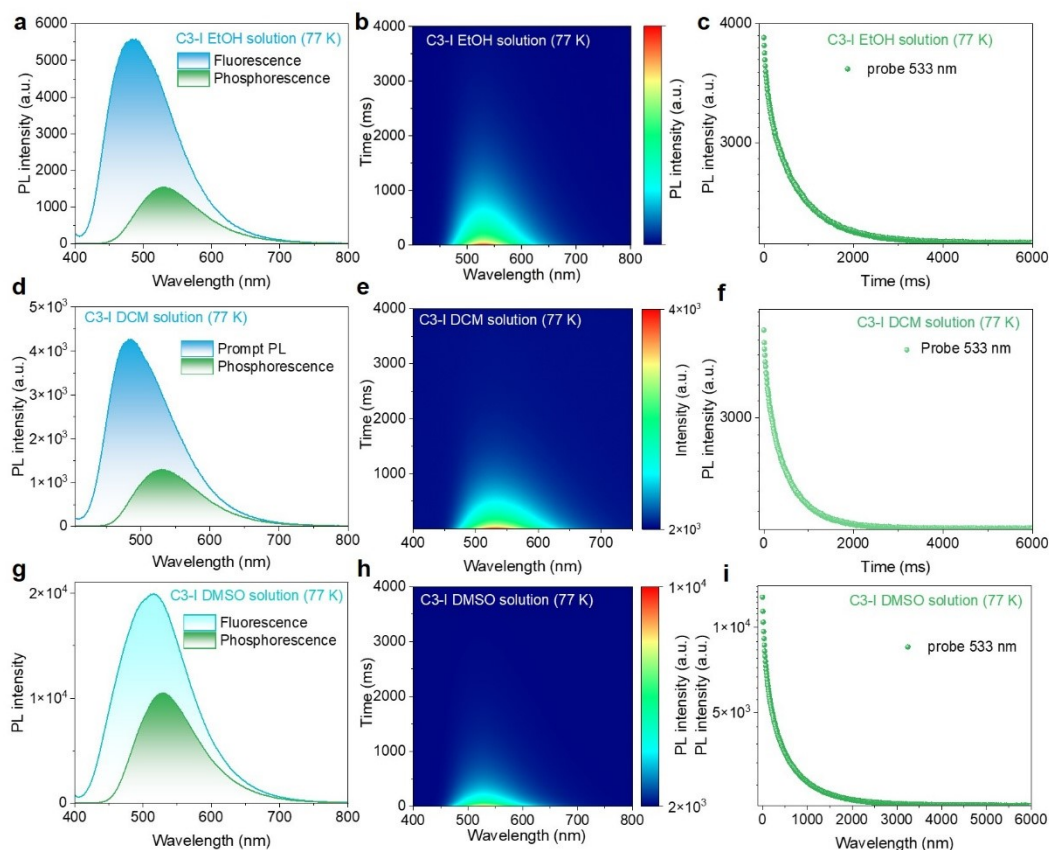 a
C3-I EtOH solution (77 K)
Fluorescence
Phosphorescence
PL intensity (a.u.)
6000
5000
4000
3000
2000
1000
0
400 500 600 700 800
Wavelength (nm)
b
C3-I EtOH solution (77 K)
Time (ms)
4000
3000
2000
1000
0
400 500 600 700 800
Wavelength (nm)
PL intensity (a.u.)
c
C3-I EtOH solution (77 K)
probe 533 nm
PL intensity (a.u.)
4000
3000
0 2000 4000 6000
Time (ms)
d
C3-I DCM solution (77 K)
Prompt PL
Phosphorescence
PL intensity (a.u.)
5×10³
4×10³
3×10³
2×10³
1×10³
0
400 500 600 700 800
Wavelength (nm)
e
C3-I DCM solution (77 K)
Time (ms)
4000
3000
2000
1000
0
400 500 600 700
Wavelength (nm)
4×10³
2×10³
Intensity (a.u.)
f
C3-I DCM solution (77 K)
Probe 533 nm
PL intensity (a.u.)
3000
0 2000 4000 6000
Time (ms)
g
C3-I DMSO solution (77 K)
Fluorescence
Phosphorescence
PL intensity
2×10⁴
1×10⁴
0
400 500 600 700 800
Wavelength (nm)
h
C3-I DMSO solution (77 K)
Time (ms)
4000
3000
2000
1000
0
400 500 600 700 800
Wavelength (nm)
1×10⁴
2×10³
PL intensity (a.u.)
i
C3-I DMSO solution (77 K)
probe 533 nm
PL intensity (a.u.)
1×10⁴
5×10³
0 1000 2000 3000 4000 5000 6000
Wavelength (nm)